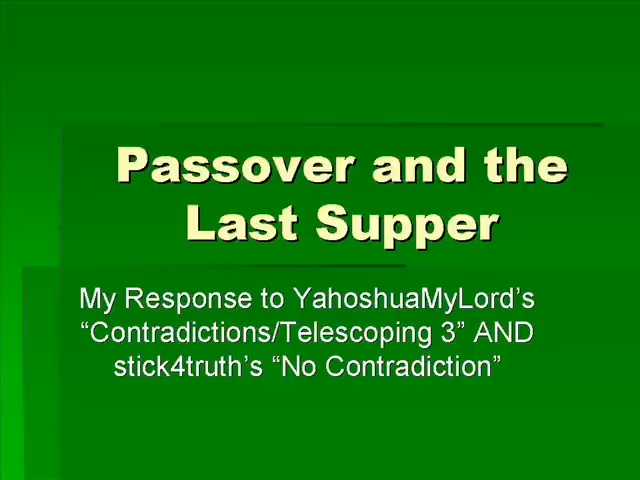 Passover and the
Last Supper
My Response to YahoshuaMyLord’s
“Contradictions/Telescoping 3” AND
stick4truth’s “No Contradiction”